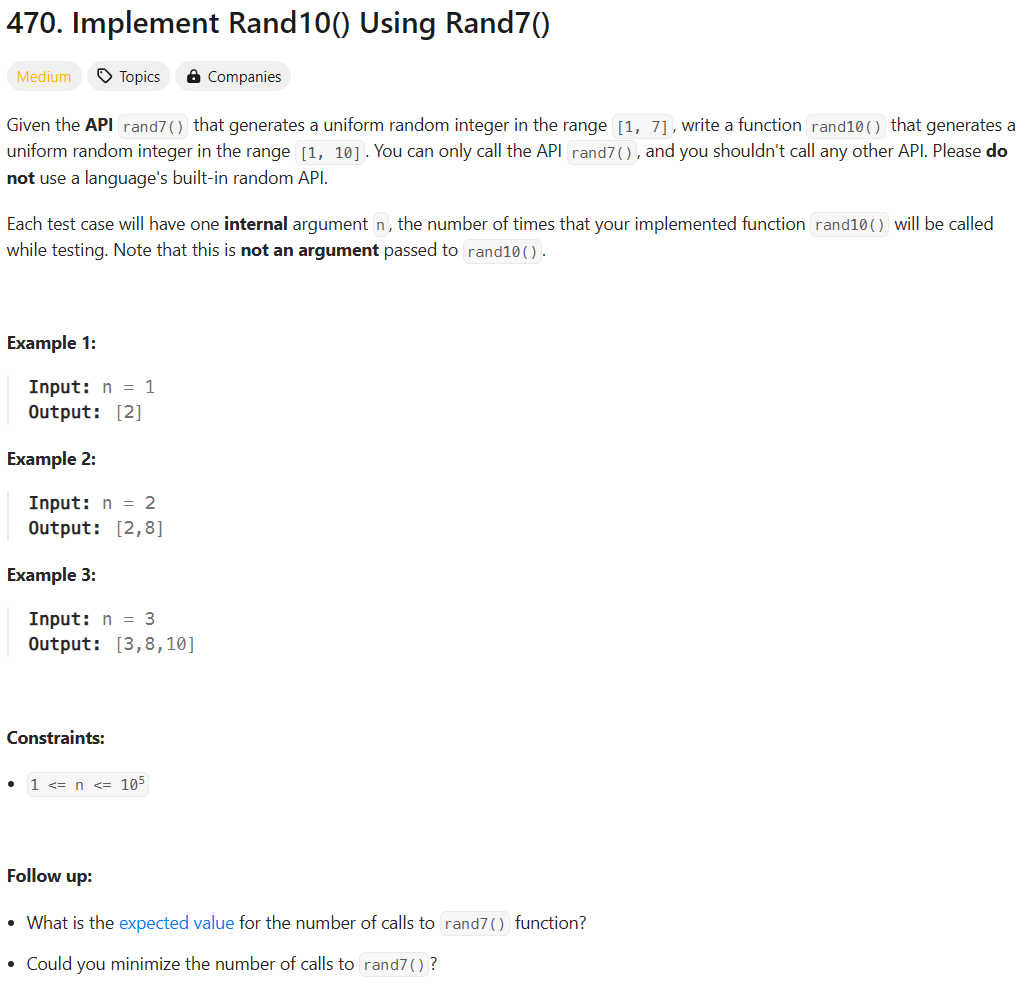 470. Implement Rand10() Using Rand7()
Medium Topics Companies
Given the API rand7() that generates a uniform random integer in the range [1, 7], write a function rand10() that generates a
uniform random integer in the range [1, 10]. You can only call the API rand7(), and you shouldn't call any other API. Please do
not use a language's built-in random API.
Each test case will have one internal argument n, the number of times that your implemented function rand10() will be called
while testing. Note that this is not an argument passed to rand10().
Example 1:
Input: n = 1
Output: [2]
Example 2:
Input: n = 2
Output: [2,8]
Example 3:
Input: n = 3
Output: [3,8,10]
Constraints:
• 1 <= n <= 10⁵
Follow up:
• What is the expected value for the number of calls to rand7() function?
• Could you minimize the number of calls to rand7()?